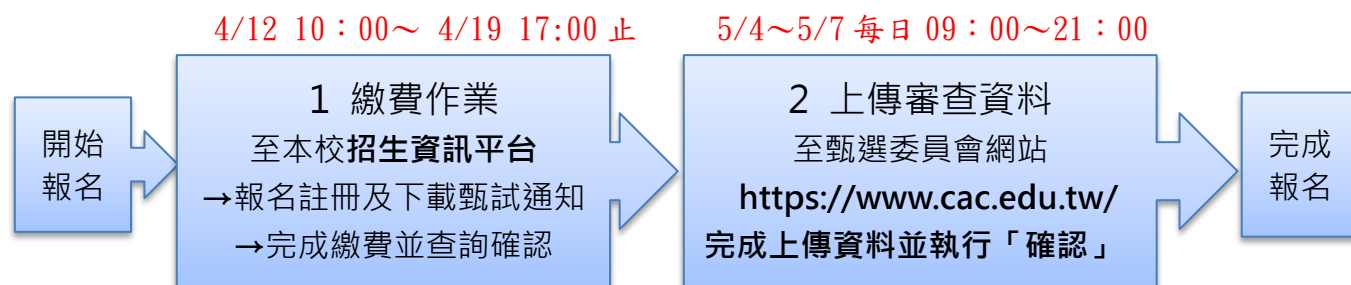 4/12 10：00～ 4/19 17:00 止
5/4～5/7 每日 09：00～21：00
開始
報名
1 繳費作業
至本校招生資訊平台
→報名註冊及下載甄試通知
→完成繳費並查詢確認
2 上傳審查資料
至甄選委員會網站
https://www.cac.edu.tw/
完成上傳資料並執行「確認」
完成
報名